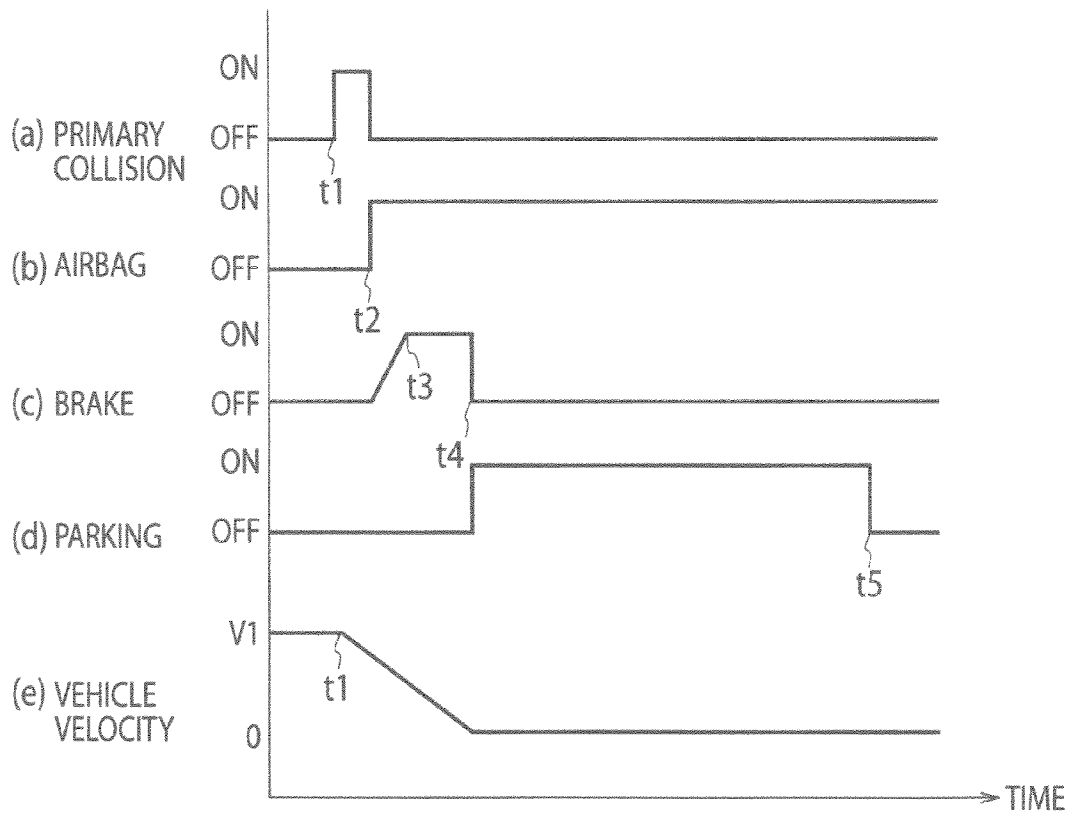 ON
(a) PRIMARY OFF
COLLISION
t1
ON
(b) AIRBAG OFF
t2
ON
t3
(c) BRAKE OFF
t4
ON
(d) PARKING OFF
t5
V1
t1
(e) VEHICLE
VELOCITY
0
TIME